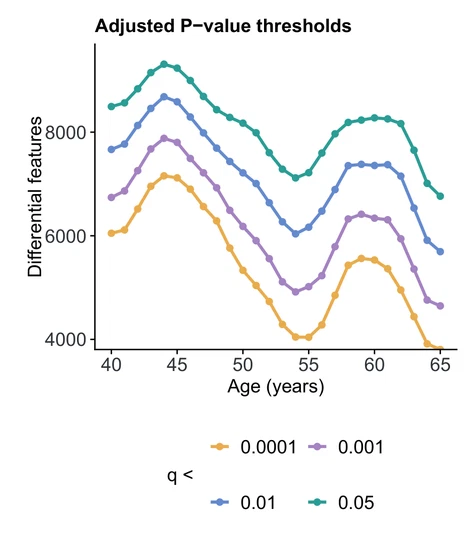 Adjusted P−value thresholds
Differential features
8000
6000
4000
40 45 50 55 60 65
Age (years)
q <
0.0001 0.001
0.01 0.05